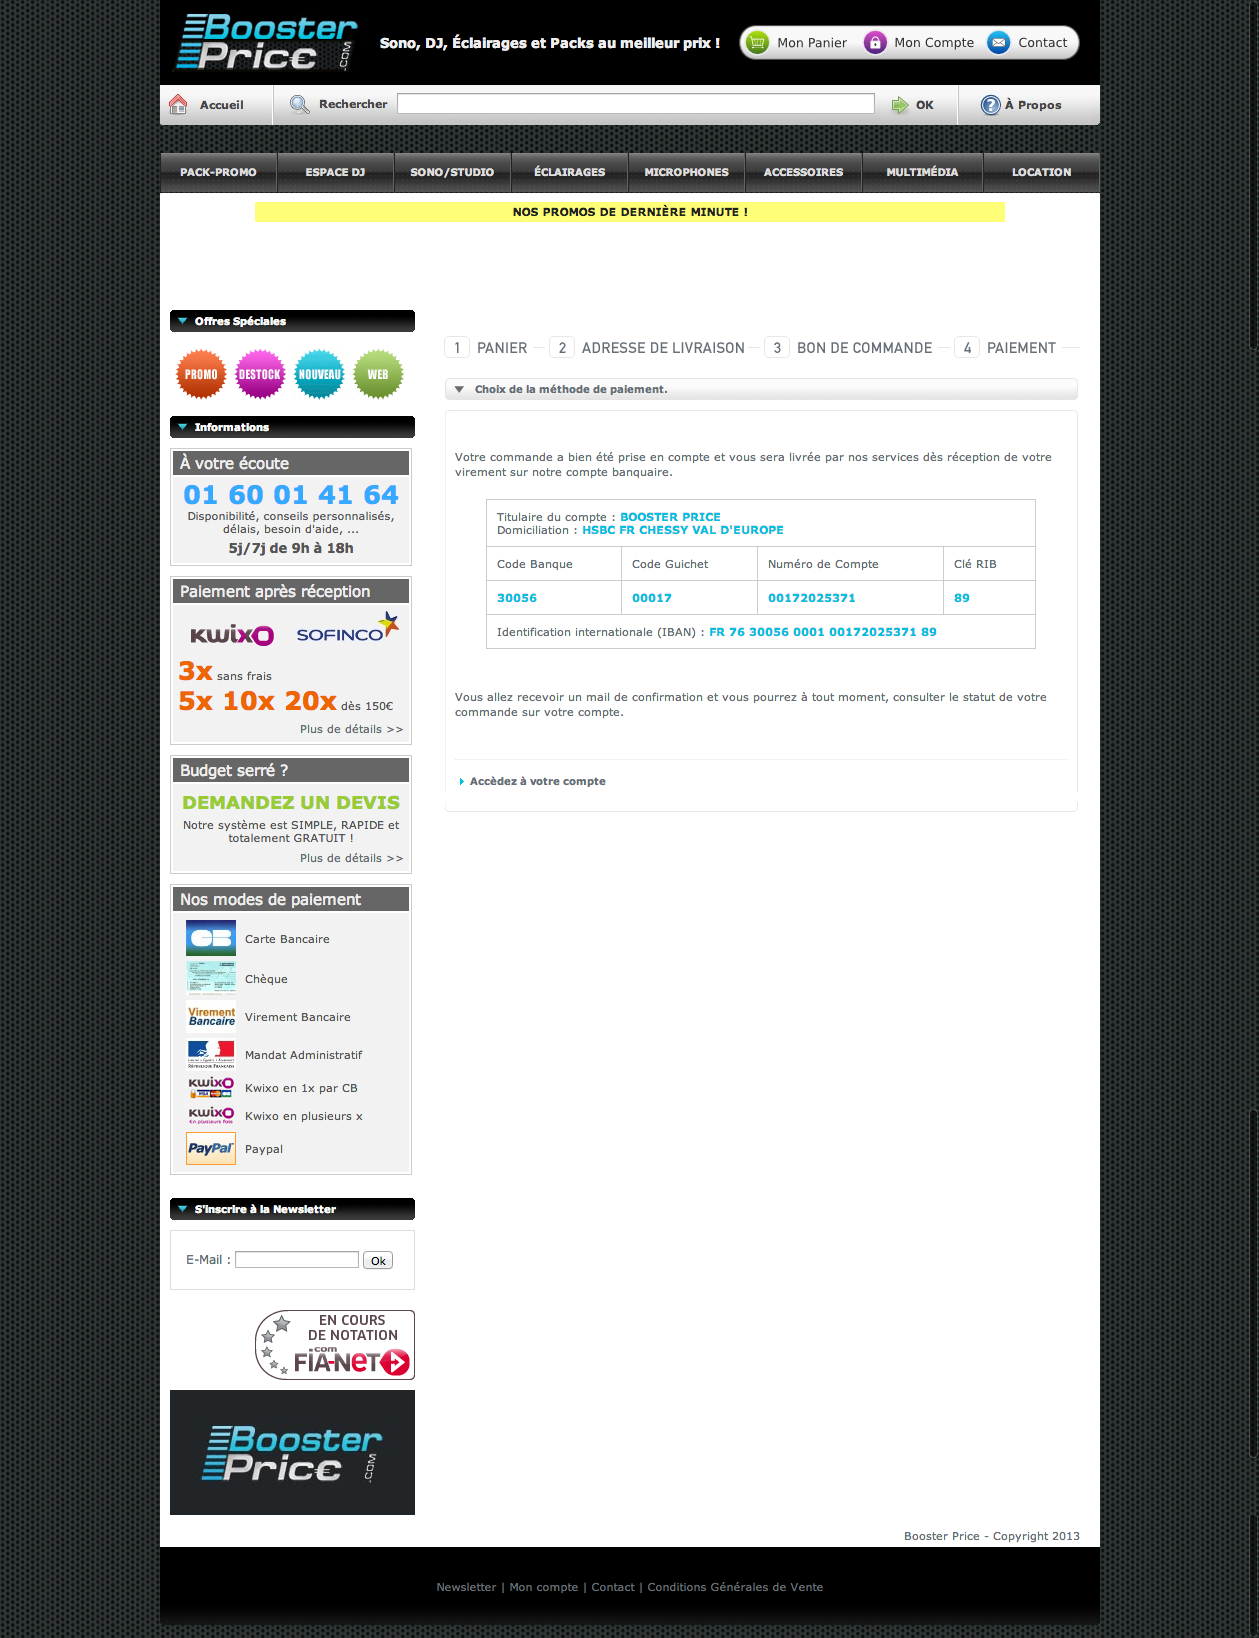 Booster
Price
.com
Sono, DJ, Éclairages et Packs au meilleur prix !
Mon Panier
Mon Compte
Contact
Accueil
Rechercher
OK
À Propos
PACK-PROMO
ESPACE DJ
SONO/STUDIO
ÉCLAIRAGES
MICROPHONES
ACCESSOIRES
MULTIMÉDIA
LOCATION
NOS PROMOS DE DERNIÈRE MINUTE !
Offres Spéciales
PROMO
DESTOCK
NOUVEAU
WEB
Informations
À votre écoute
01 60 01 41 64
Disponibilité, conseils personnalisés,
délais, besoin d'aide, ...
5j/7j de 9h à 18h
Paiement après réception
KWIXO
SOFINCO
3x sans frais
5x 10x 20x dès 150€
Plus de détails >>
Budget serré ?
DEMANDEZ UN DEVIS
Notre système est SIMPLE, RAPIDE et
totalement GRATUIT !
Plus de détails >>
Nos modes de paiement
CB
Carte Bancaire
Chèque
Virement
Bancaire
Virement Bancaire
RÉPUBLIQUE FRANÇAISE
Mandat Administratif
KWIXO
VISA
Kwixo en 1x par CB
KWIXO
En plusieurs fois
Kwixo en plusieurs x
PayPal
Paypal
S'inscrire à la Newsletter
E-Mail :
Ok
EN COURS
DE NOTATION
.com
FIA-NET
Booster
Price
.com
1 PANIER
2 ADRESSE DE LIVRAISON
3 BON DE COMMANDE
4 PAIEMENT
Choix de la méthode de paiement.
Votre commande a bien été prise en compte et vous sera livrée par nos services dès réception de votre
virement sur notre compte banquaire.
Titulaire du compte : BOOSTER PRICE
Domiciliation : HSBC FR CHESSY VAL D'EUROPE
Code Banque
Code Guichet
Numéro de Compte
Clé RIB
30056
00017
00172025371
89
Identification internationale (IBAN) : FR 76 30056 0001 00172025371 89
Vous allez recevoir un mail de confirmation et vous pourrez à tout moment, consulter le statut de votre
commande sur votre compte.
Accèdez à votre compte
Booster Price - Copyright 2013
Newsletter | Mon compte | Contact | Conditions Générales de Vente